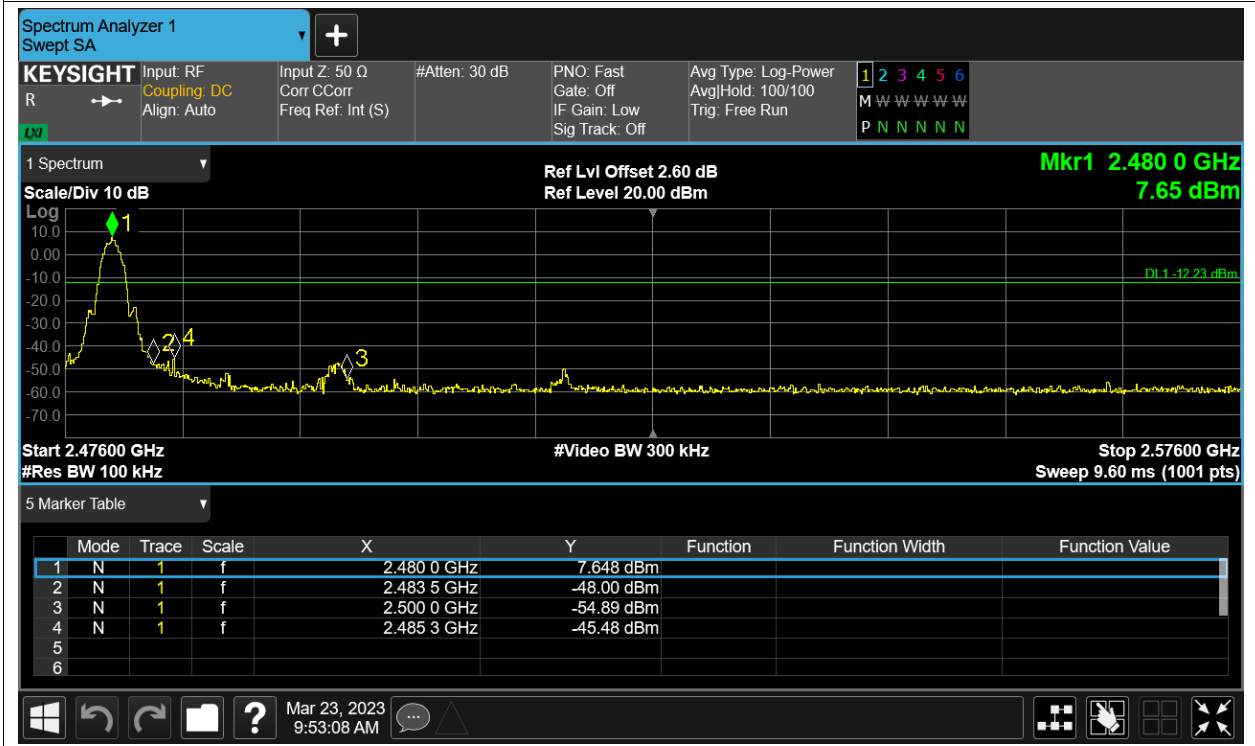 Spectrum Analyzer 1
Swept SA
KEYSIGHT
R
LXI
Input: RF
Coupling: DC
Align: Auto
Input Z: 50 Ω
Corr CCorr
Freq Ref: Int (S)
#Atten: 30 dB
PNO: Fast
Gate: Off
IF Gain: Low
Sig Track: Off
Avg Type: Log-Power
Avg|Hold: 100/100
Trig: Free Run
1 2 3 4 5 6
M W W W W W
P N N N N N
1 Spectrum
Scale/Div 10 dB
Ref Lvl Offset 2.60 dB
Ref Level 20.00 dBm
Mkr1 2.480 0 GHz
7.65 dBm
Log
10.0
0.00
-10.0
-20.0
-30.0
-40.0
-50.0
-60.0
-70.0
1
2
4
3
DL1 -12.23 dBm
Start 2.47600 GHz
#Video BW 300 kHz
Stop 2.57600 GHz
#Res BW 100 kHz
Sweep 9.60 ms (1001 pts)
5 Marker Table
Mode Trace Scale X Y Function Function Width Function Value
1 N 1 f 2.480 0 GHz 7.648 dBm
2 N 1 f 2.483 5 GHz -48.00 dBm
3 N 1 f 2.500 0 GHz -54.89 dBm
4 N 1 f 2.485 3 GHz -45.48 dBm
5
6
?
Mar 23, 2023
9:53:08 AM